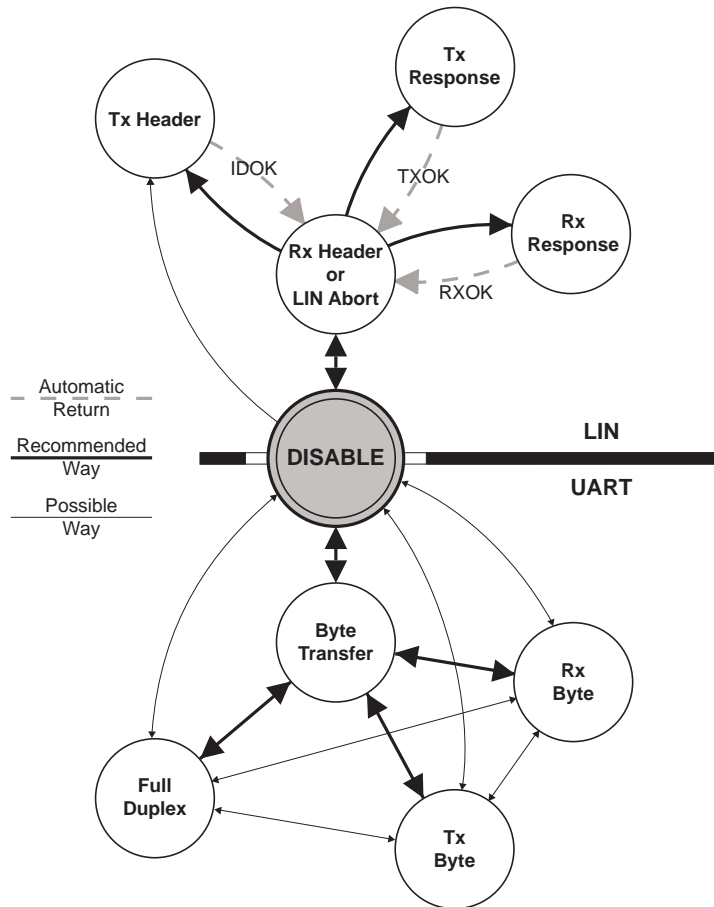 Tx
Response
Tx Header
IDOK
TXOK
Rx
Response
Rx Header
or
LIN Abort
RXOK
Automatic
Return
Recommended
Way
Possible
Way
DISABLE
LIN
UART
Byte
Transfer
Rx
Byte
Full
Duplex
Tx
Byte